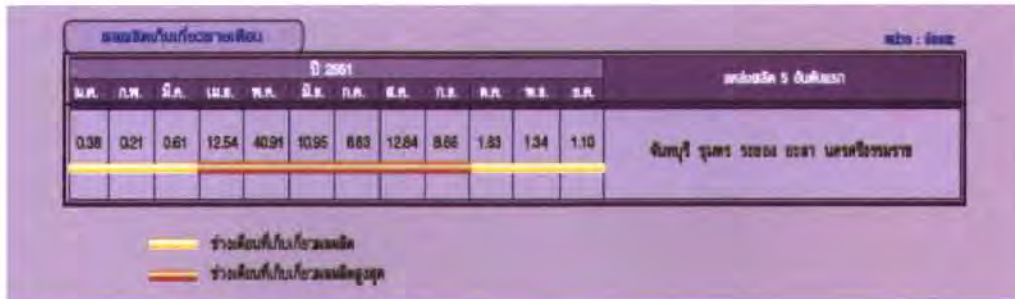 ผลผลิตเก็บเกี่ยวรายเดือน
หน่วย : ร้อยละ
ปี 2551
แหล่งผลิต 5 อันดับแรก
ม.ค. ก.พ. มี.ค. เม.ย. พ.ค. มิ.ย. ก.ค. ส.ค. ก.ย. ต.ค. พ.ย. ธ.ค.
0.38 0.21 0.61 12.54 40.91 10.95 12.84 1.83 1.34 1.10
จันทบุรี ชุมพร ระยอง ยะลา นครศรีธรรมราช
ช่วงเดือนที่เก็บเกี่ยวผลผลิต
ช่วงเดือนที่เก็บเกี่ยวผลผลิตสูงสุด